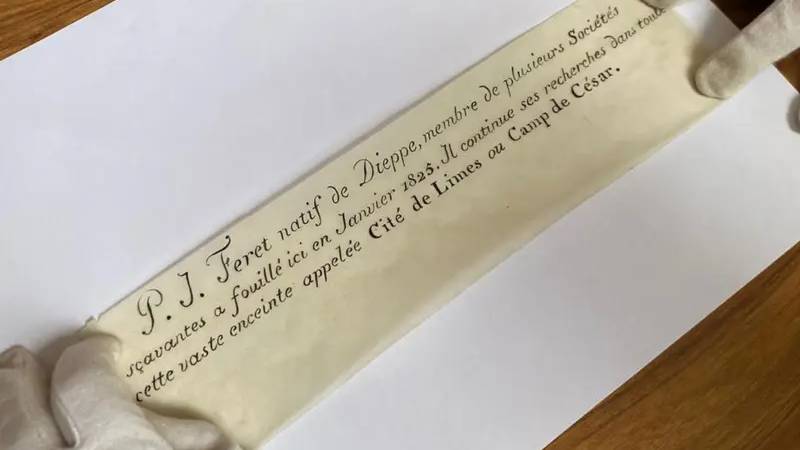 P. J. Feret natif de Dieppe, membre de plusieurs Sociétés
sçavantes a fouillé ici en Janvier 1825. Il continue ses recherches dans toute
cette vaste enceinte appelée Cité de Limes ou Camp de César.